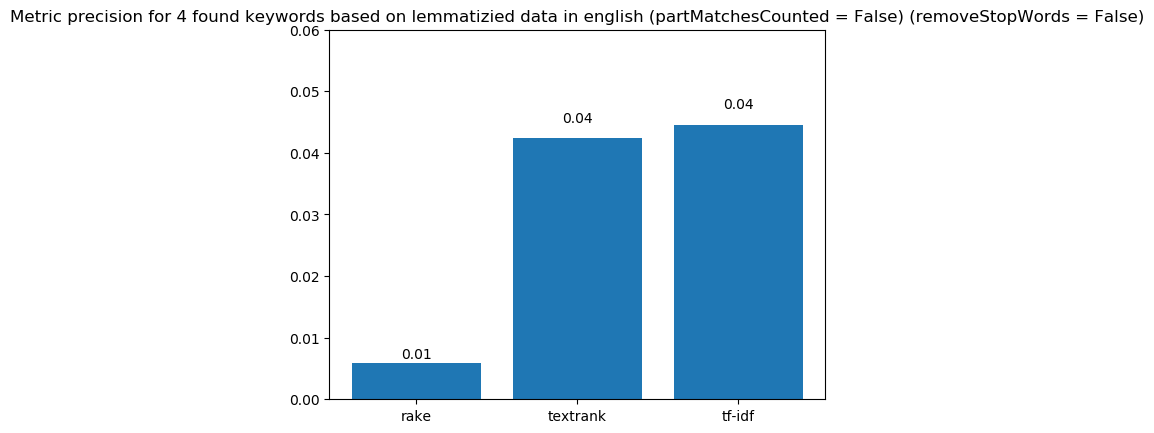 Metric precision for 4 found keywords based on lemmatizied data in english (partMatchesCounted = False) (removeStopWords = False)
0.06
0.05
0.04
0.03
0.02
0.01
0.00
0.01
0.04
0.04
rake
textrank
tf-idf